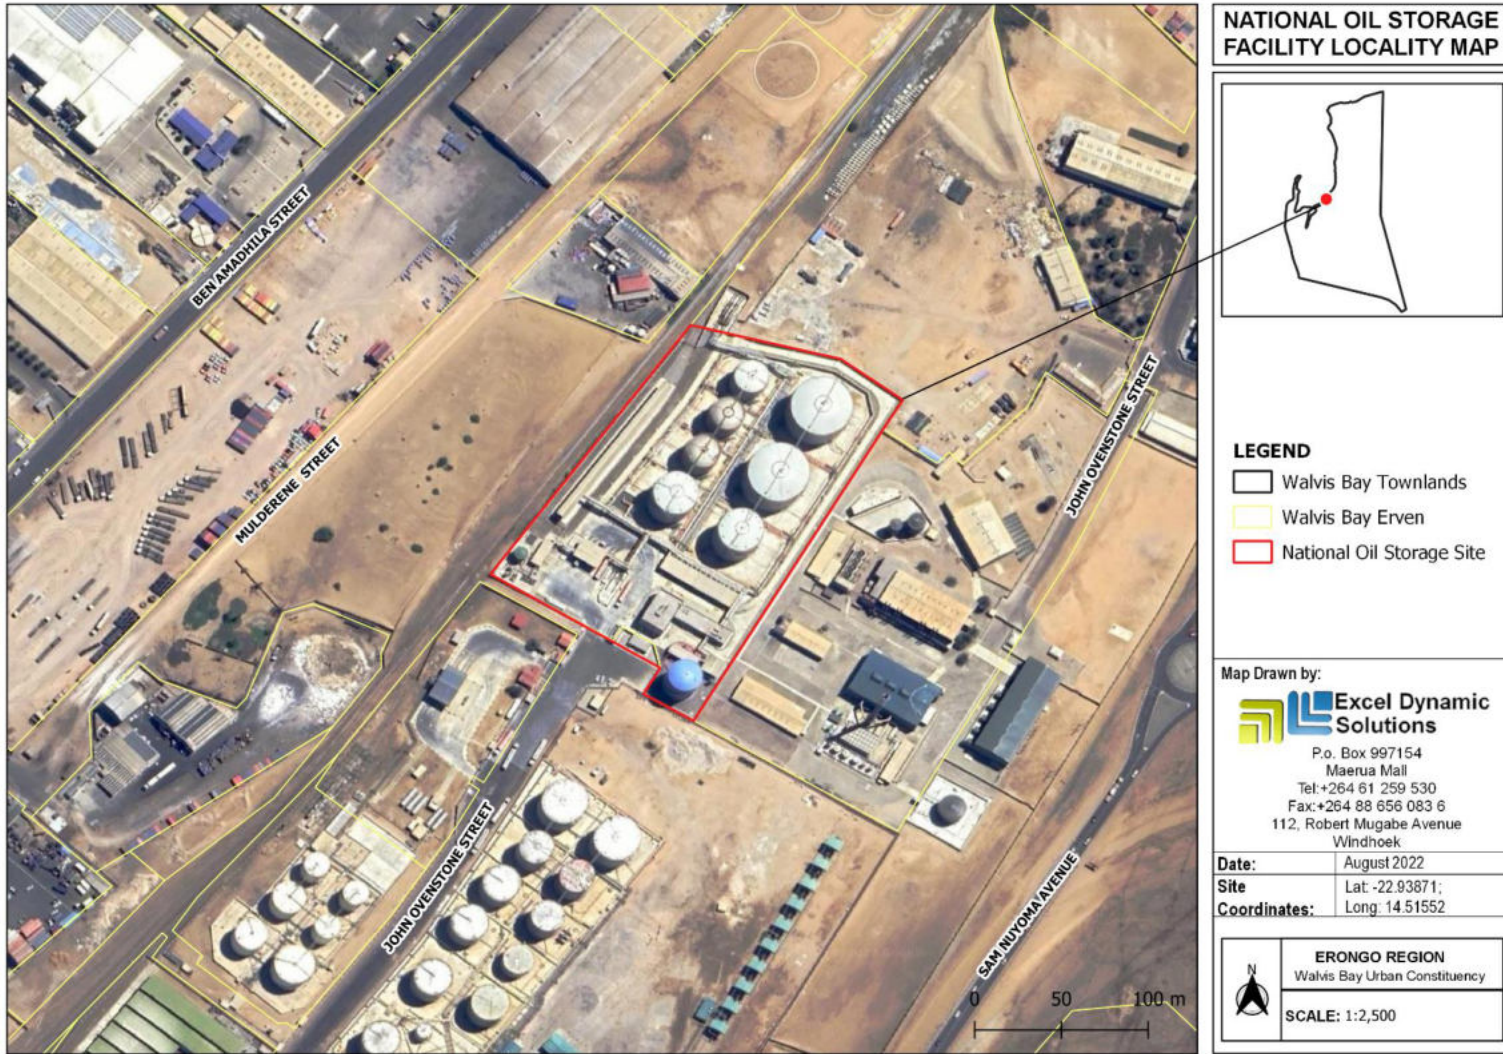 NATIONAL OIL STORAGE
FACILITY LOCALITY MAP
BEN AMADHILA STREET
MULDERENE STREET
JOHN OVENSTONE STREET
JOHN OVENSTONE STREET
SAM NUYOMA AVENUE
0 50 100 m
LEGEND
Walvis Bay Townlands
Walvis Bay Erven
National Oil Storage Site
Map Drawn by:
Excel Dynamic
Solutions
P.o. Box 997154
Maerua Mall
Tel:+264 61 259 530
Fax:+264 88 656 083 6
112, Robert Mugabe Avenue
Windhoek
Date: August 2022
Site Lat: -22.93871;
Coordinates: Long: 14.51552
N
ERONGO REGION
Walvis Bay Urban Constituency
SCALE: 1:2,500